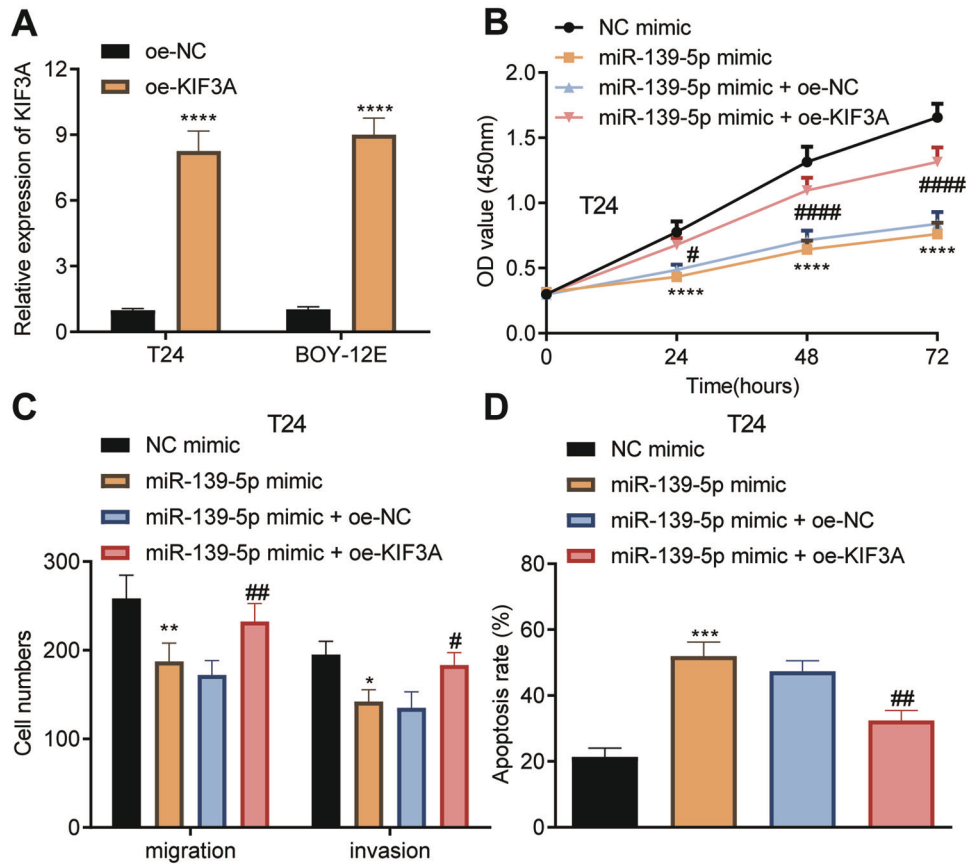 A
oe-NC
oe-KIF3A
Relative expression of KIF3A
12
9
6
3
0
****
****
T24
BOY-12E
B
NC mimic
miR-139-5p mimic
miR-139-5p mimic + oe-NC
miR-139-5p mimic + oe-KIF3A
OD value (450nm)
2.0
1.5
1.0
0.5
0.0
T24
#
####
####
****
****
****
0
24
48
72
Time(hours)
C
T24
NC mimic
miR-139-5p mimic
miR-139-5p mimic + oe-NC
miR-139-5p mimic + oe-KIF3A
Cell numbers
300
200
100
0
**
##
*
#
migration
invasion
D
T24
NC mimic
miR-139-5p mimic
miR-139-5p mimic + oe-NC
miR-139-5p mimic + oe-KIF3A
Apoptosis rate (%)
80
60
40
20
0
***
##